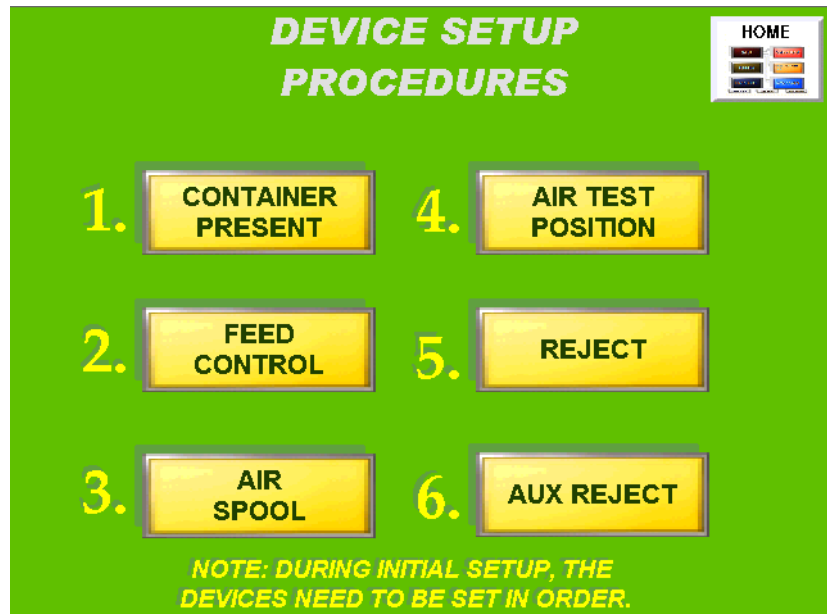 DEVICE SETUP
PROCEDURES
HOME
1.
CONTAINER
PRESENT
2.
FEED
CONTROL
3.
AIR
SPOOL
4.
AIR TEST
POSITION
5.
REJECT
6.
AUX REJECT
NOTE: DURING INITIAL SETUP, THE
DEVICES NEED TO BE SET IN ORDER.